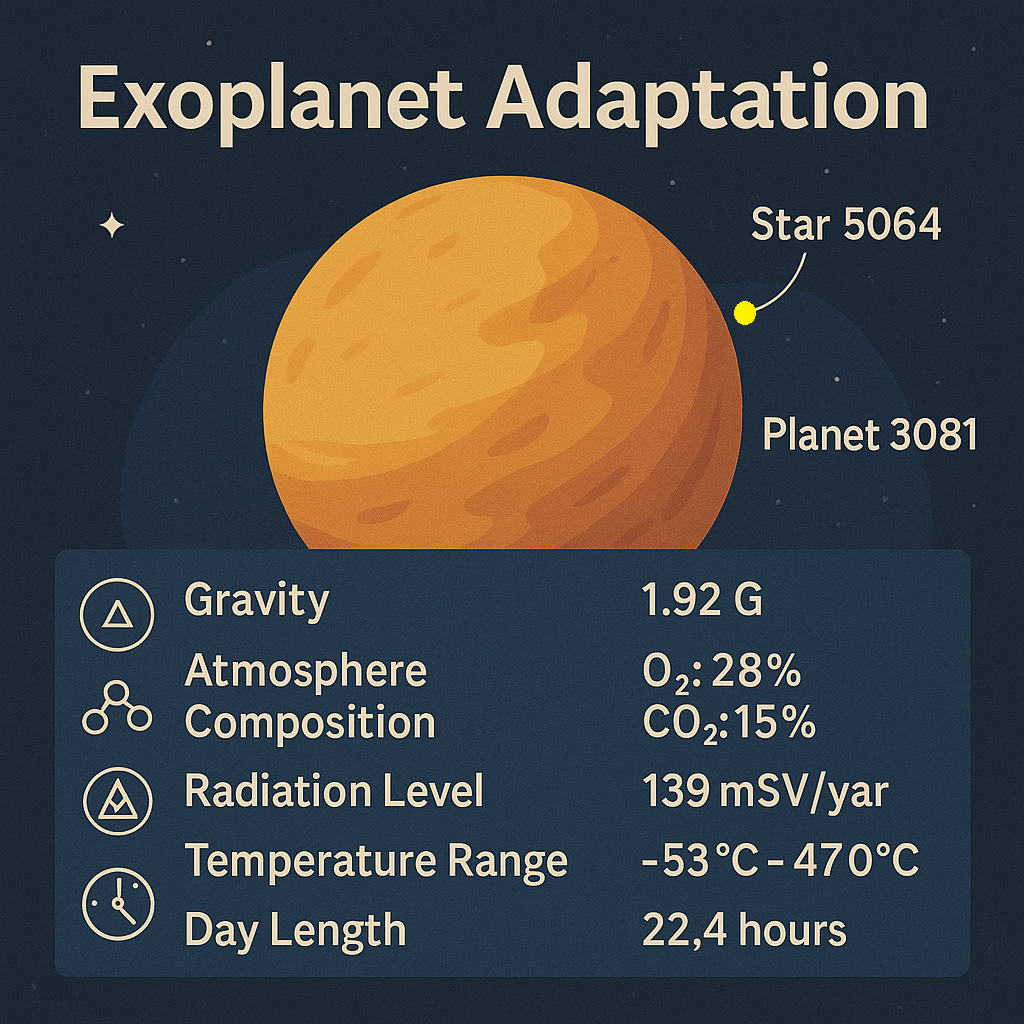 Exoplanet Adaptation
Star 5064
Planet 3081
Gravity 1.92 G
Atmosphere O₂: 28%
Composition CO₂:15%
Radiation Level 139 mSV/yar
Temperature Range -53°C - 470°C
Day Length 22,4 hours